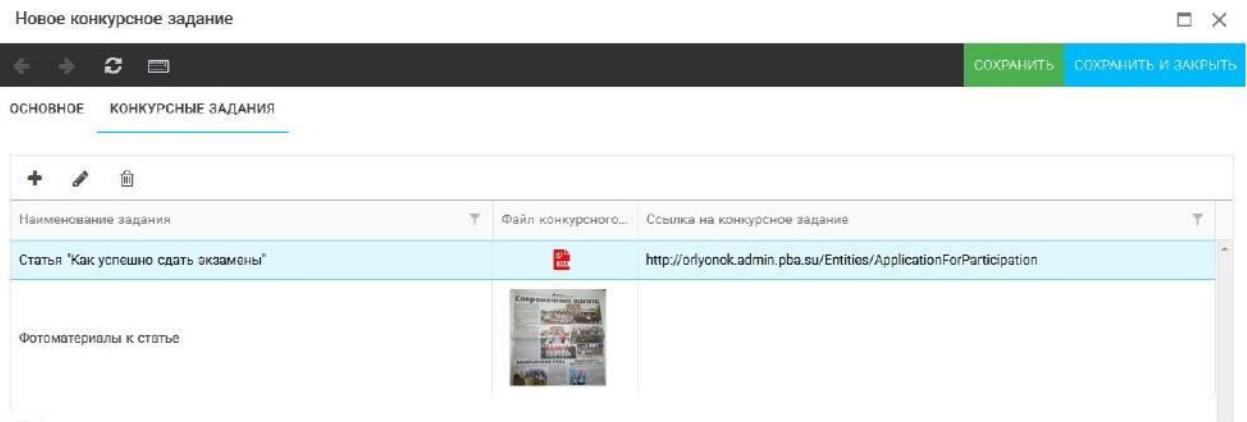 Новое конкурсное задание
СОХРАНИТЬ СОХРАНИТЬ И ЗАКРЫТЬ
ОСНОВНОЕ КОНКУРСНЫЕ ЗАДАНИЯ
Наименование задания Файл конкурсного... Ссылка на конкурсное задание
Статья "Как успешно сдать экзамены" http://orlyonok.admin.pba.su/Entities/ApplicationForParticipation
Фотоматериалы к статье